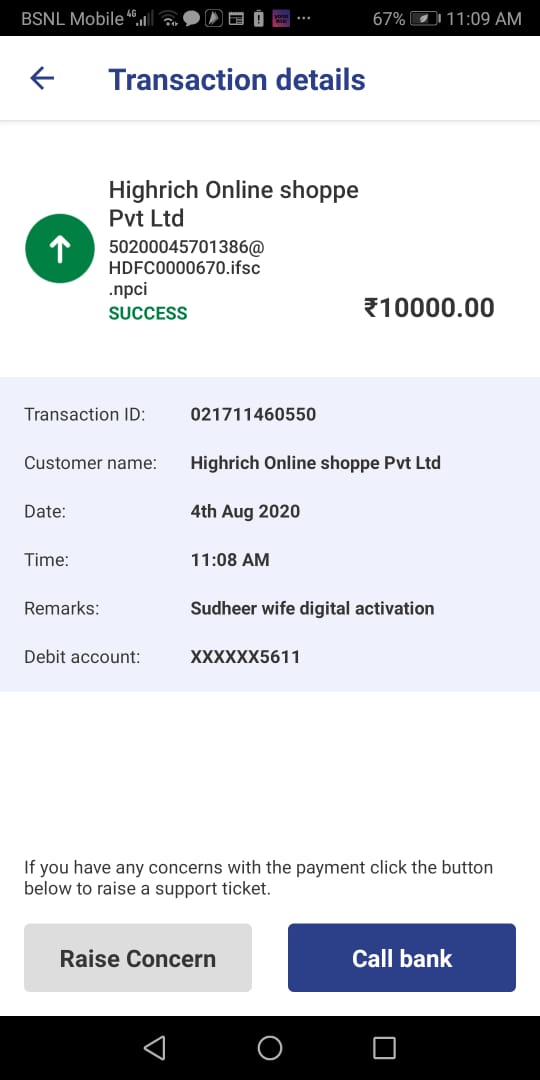 BSNL Mobile 4G 67% 11:09 AM
Transaction details
Highrich Online shoppe
Pvt Ltd
50200045701386@
HDFC0000670.ifsc
.npci
SUCCESS
₹10000.00
Transaction ID: 021711460550
Customer name: Highrich Online shoppe Pvt Ltd
Date: 4th Aug 2020
Time: 11:08 AM
Remarks: Sudheer wife digital activation
Debit account: XXXXXX5611
If you have any concerns with the payment click the button
below to raise a support ticket.
Raise Concern Call bank